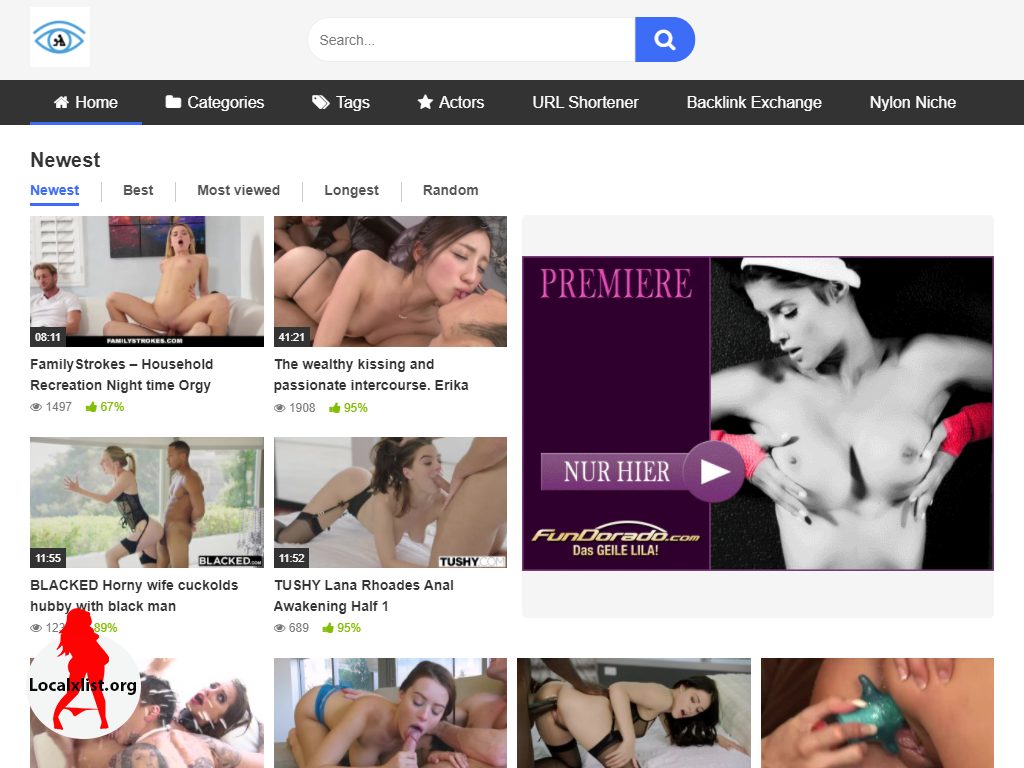 Search...
Home
Categories
Tags
Actors
URL Shortener
Backlink Exchange
Nylon Niche
Newest
Newest
Best
Most viewed
Longest
Random
08:11
FAMILYSTROKES.COM
FamilyStrokes – Household
Recreation Night time Orgy
1497
67%
41:21
The wealthy kissing and
passionate intercourse. Erika
1908
95%
PREMIERE
NUR HIER
FunDorado.com
Das GEILE LILA!
11:55
BLACKED.COM
BLACKED Horny wife cuckolds
hubby with black man
89%
11:52
TUSHY.COM
TUSHY Lana Rhoades Anal
Awakening Half 1
689
95%
Localxlist.org